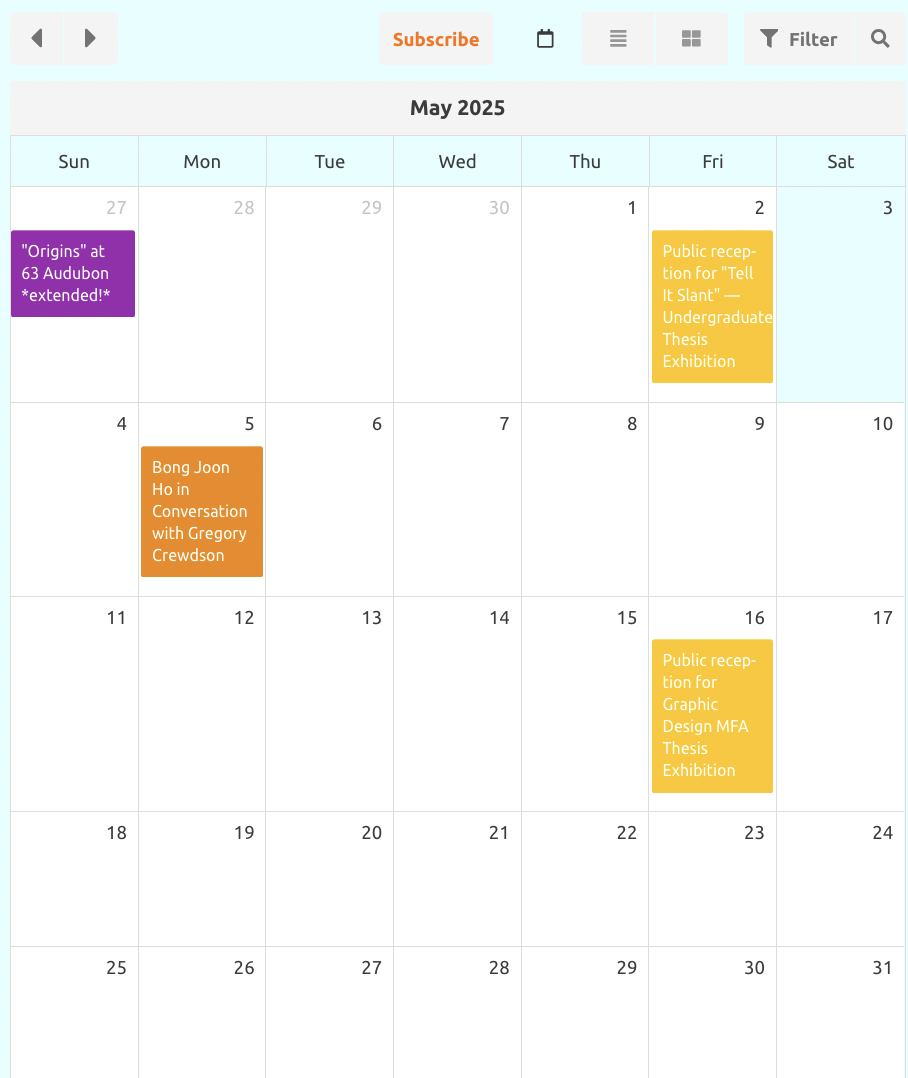 Subscribe
Filter
May 2025
Sun Mon Tue Wed Thu Fri Sat
27 28 29 30 1 2 3
"Origins" at
63 Audubon
*extended!*
Public recep-
tion for "Tell
It Slant" —
Undergraduate
Thesis
Exhibition
4 5 6 7 8 9 10
Bong Joon
Ho in
Conversation
with Gregory
Crewdson
11 12 13 14 15 16 17
Public recep-
tion for
Graphic
Design MFA
Thesis
Exhibition
18 19 20 21 22 23 24
25 26 27 28 29 30 31